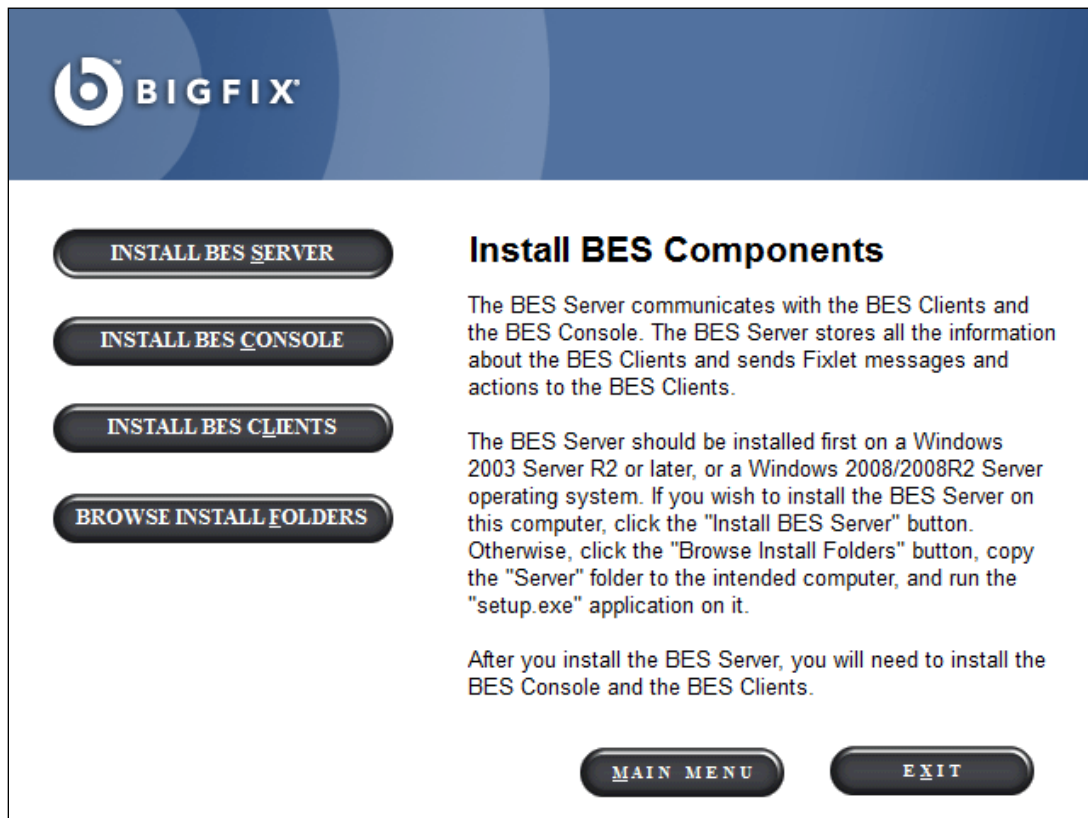 BIGFIX®
INSTALL BES SERVER
INSTALL BES CONSOLE
INSTALL BES CLIENTS
BROWSE INSTALL FOLDERS
Install BES Components
The BES Server communicates with the BES Clients and
the BES Console. The BES Server stores all the information
about the BES Clients and sends Fixlet messages and
actions to the BES Clients.
The BES Server should be installed first on a Windows
2003 Server R2 or later, or a Windows 2008/2008R2 Server
operating system. If you wish to install the BES Server on
this computer, click the "Install BES Server" button.
Otherwise, click the "Browse Install Folders" button, copy
the "Server" folder to the intended computer, and run the
"setup.exe" application on it.
After you install the BES Server, you will need to install the
BES Console and the BES Clients.
MAIN MENU
EXIT